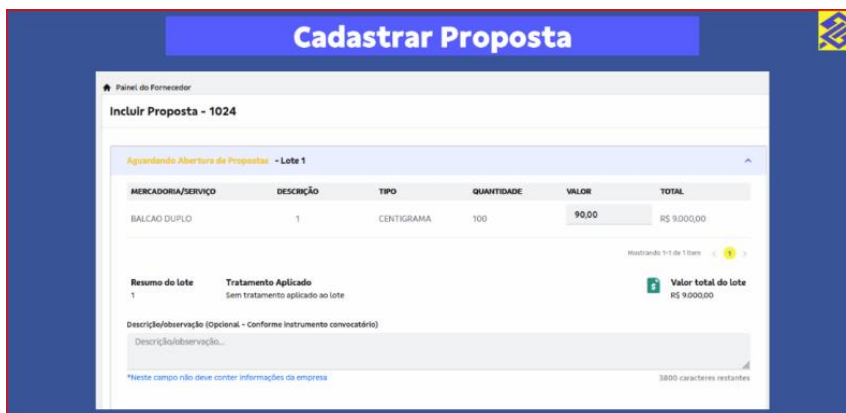 Cadastrar Proposta
Painel do Fornecedor
Incluir Proposta - 1024
Aguardando Abertura de Propostas - Lote 1
MERCADORIA/SERVIÇO DESCRIÇÃO TIPO QUANTIDADE VALOR TOTAL
BALCAO DUPLO 1 CENTIGRAMA 100 90,00 R$ 9.000,00
Mostrando 1-1 de 1 itens < 1 >
Resumo do lote Tratamento Aplicado Valor total do lote
1 Sem tratamento aplicado ao lote R$ 9.000,00
Descrição/observação (Opcional - Conforme instrumento convocatório)
Descrição/observação...
*Neste campo não deve conter informações da empresa 3800 caracteres restantes